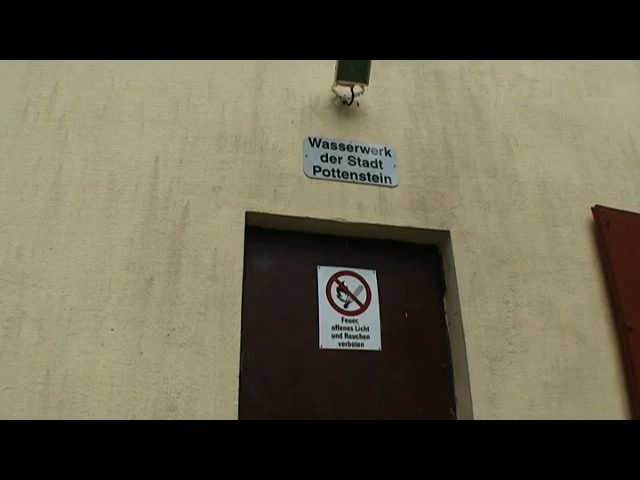 Wasserwerk
der Stadt
Pottenstein
Feuer,
offenes Licht
und Rauchen
verboten